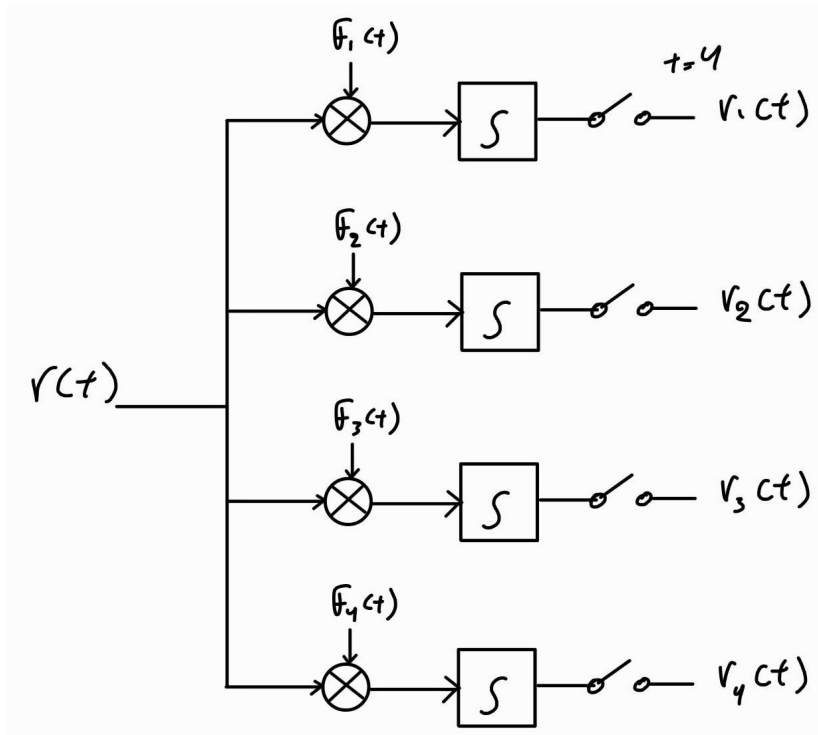 F₁(t)
t=4
∫
r₁(t)
F₂(t)
∫
r₂(t)
r(t)
F₃(t)
∫
r₃(t)
F₄(t)
∫
r₄(t)